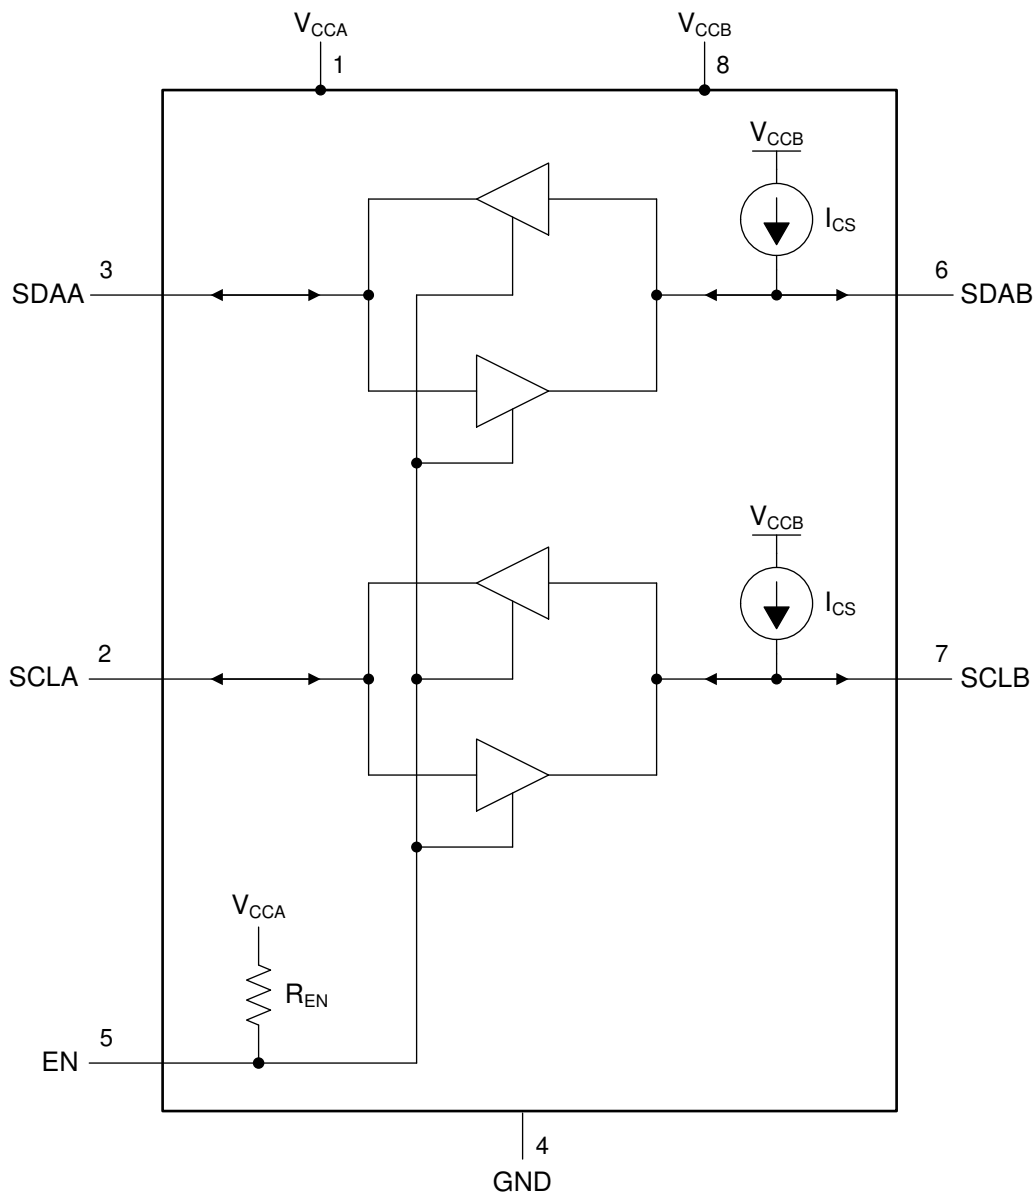 VCCA
VCCB
1
8
VCCB
ICS
3
SDAA
6
SDAB
VCCB
ICS
2
SCLA
7
SCLB
VCCA
REN
5
EN
4
GND